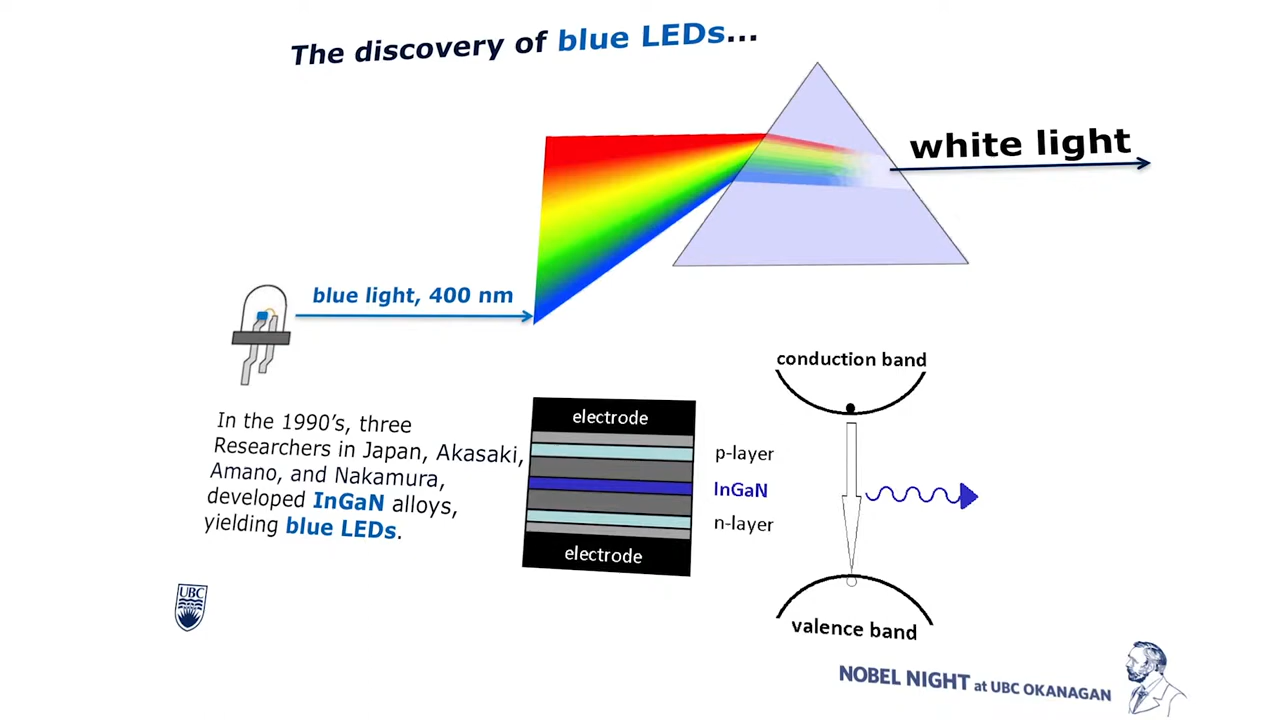 The discovery of blue LEDs...
white light
blue light, 400 nm
conduction band
In the 1990's, three
Researchers in Japan, Akasaki,
Amano, and Nakamura,
developed InGaN alloys,
yielding blue LEDs.
electrode
p-layer
InGaN
n-layer
electrode
valence band
UBC
NOBEL NIGHT at UBC OKANAGAN